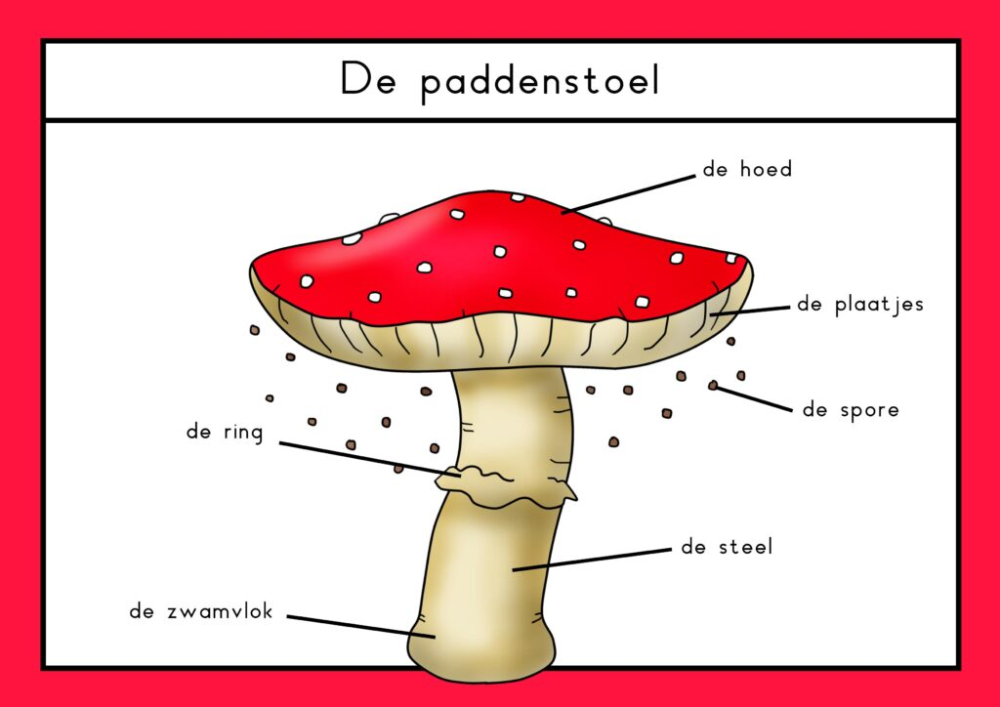 De paddenstoel
de hoed
de plaatjes
de spore
de ring
de steel
de zwamvlok